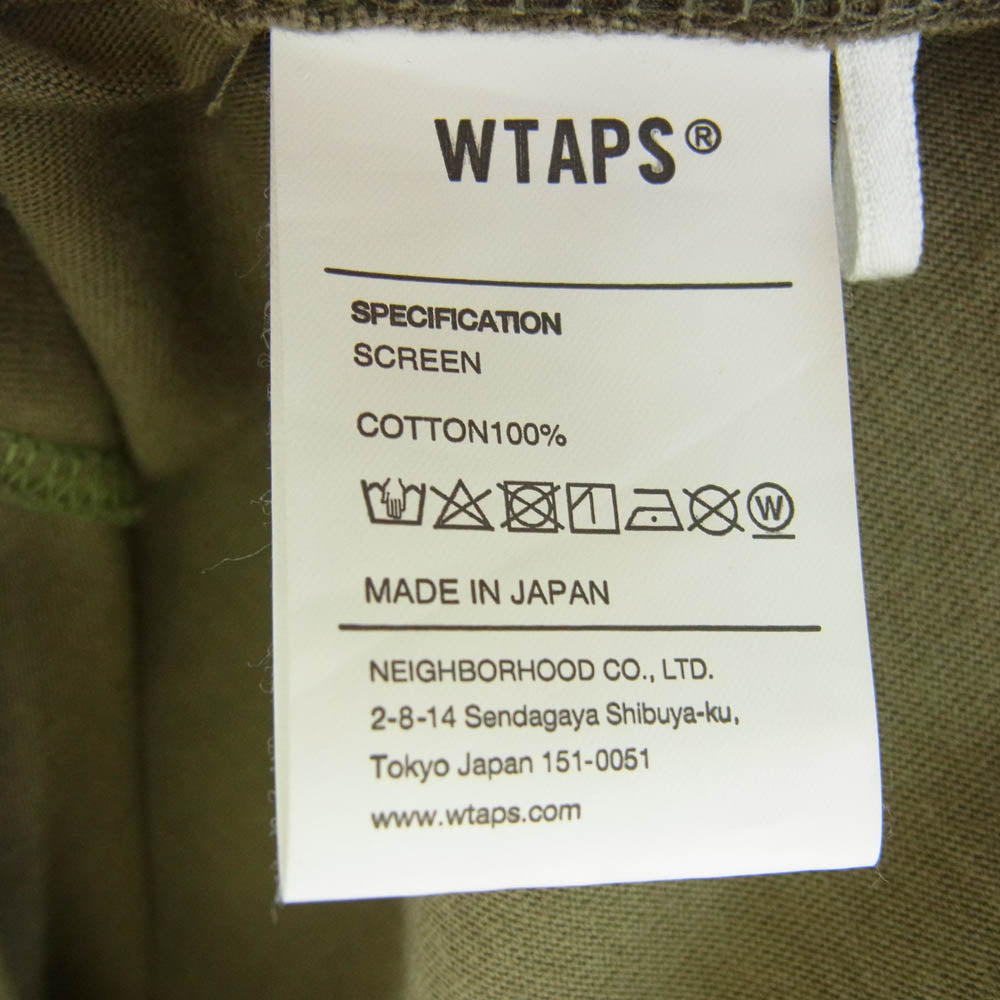 WTAPS®
SPECIFICATION
SCREEN
COTTON100%
W
MADE IN JAPAN
NEIGHBORHOOD CO., LTD.
2-8-14 Sendagaya Shibuya-ku,
Tokyo Japan 151-0051
www.wtaps.com